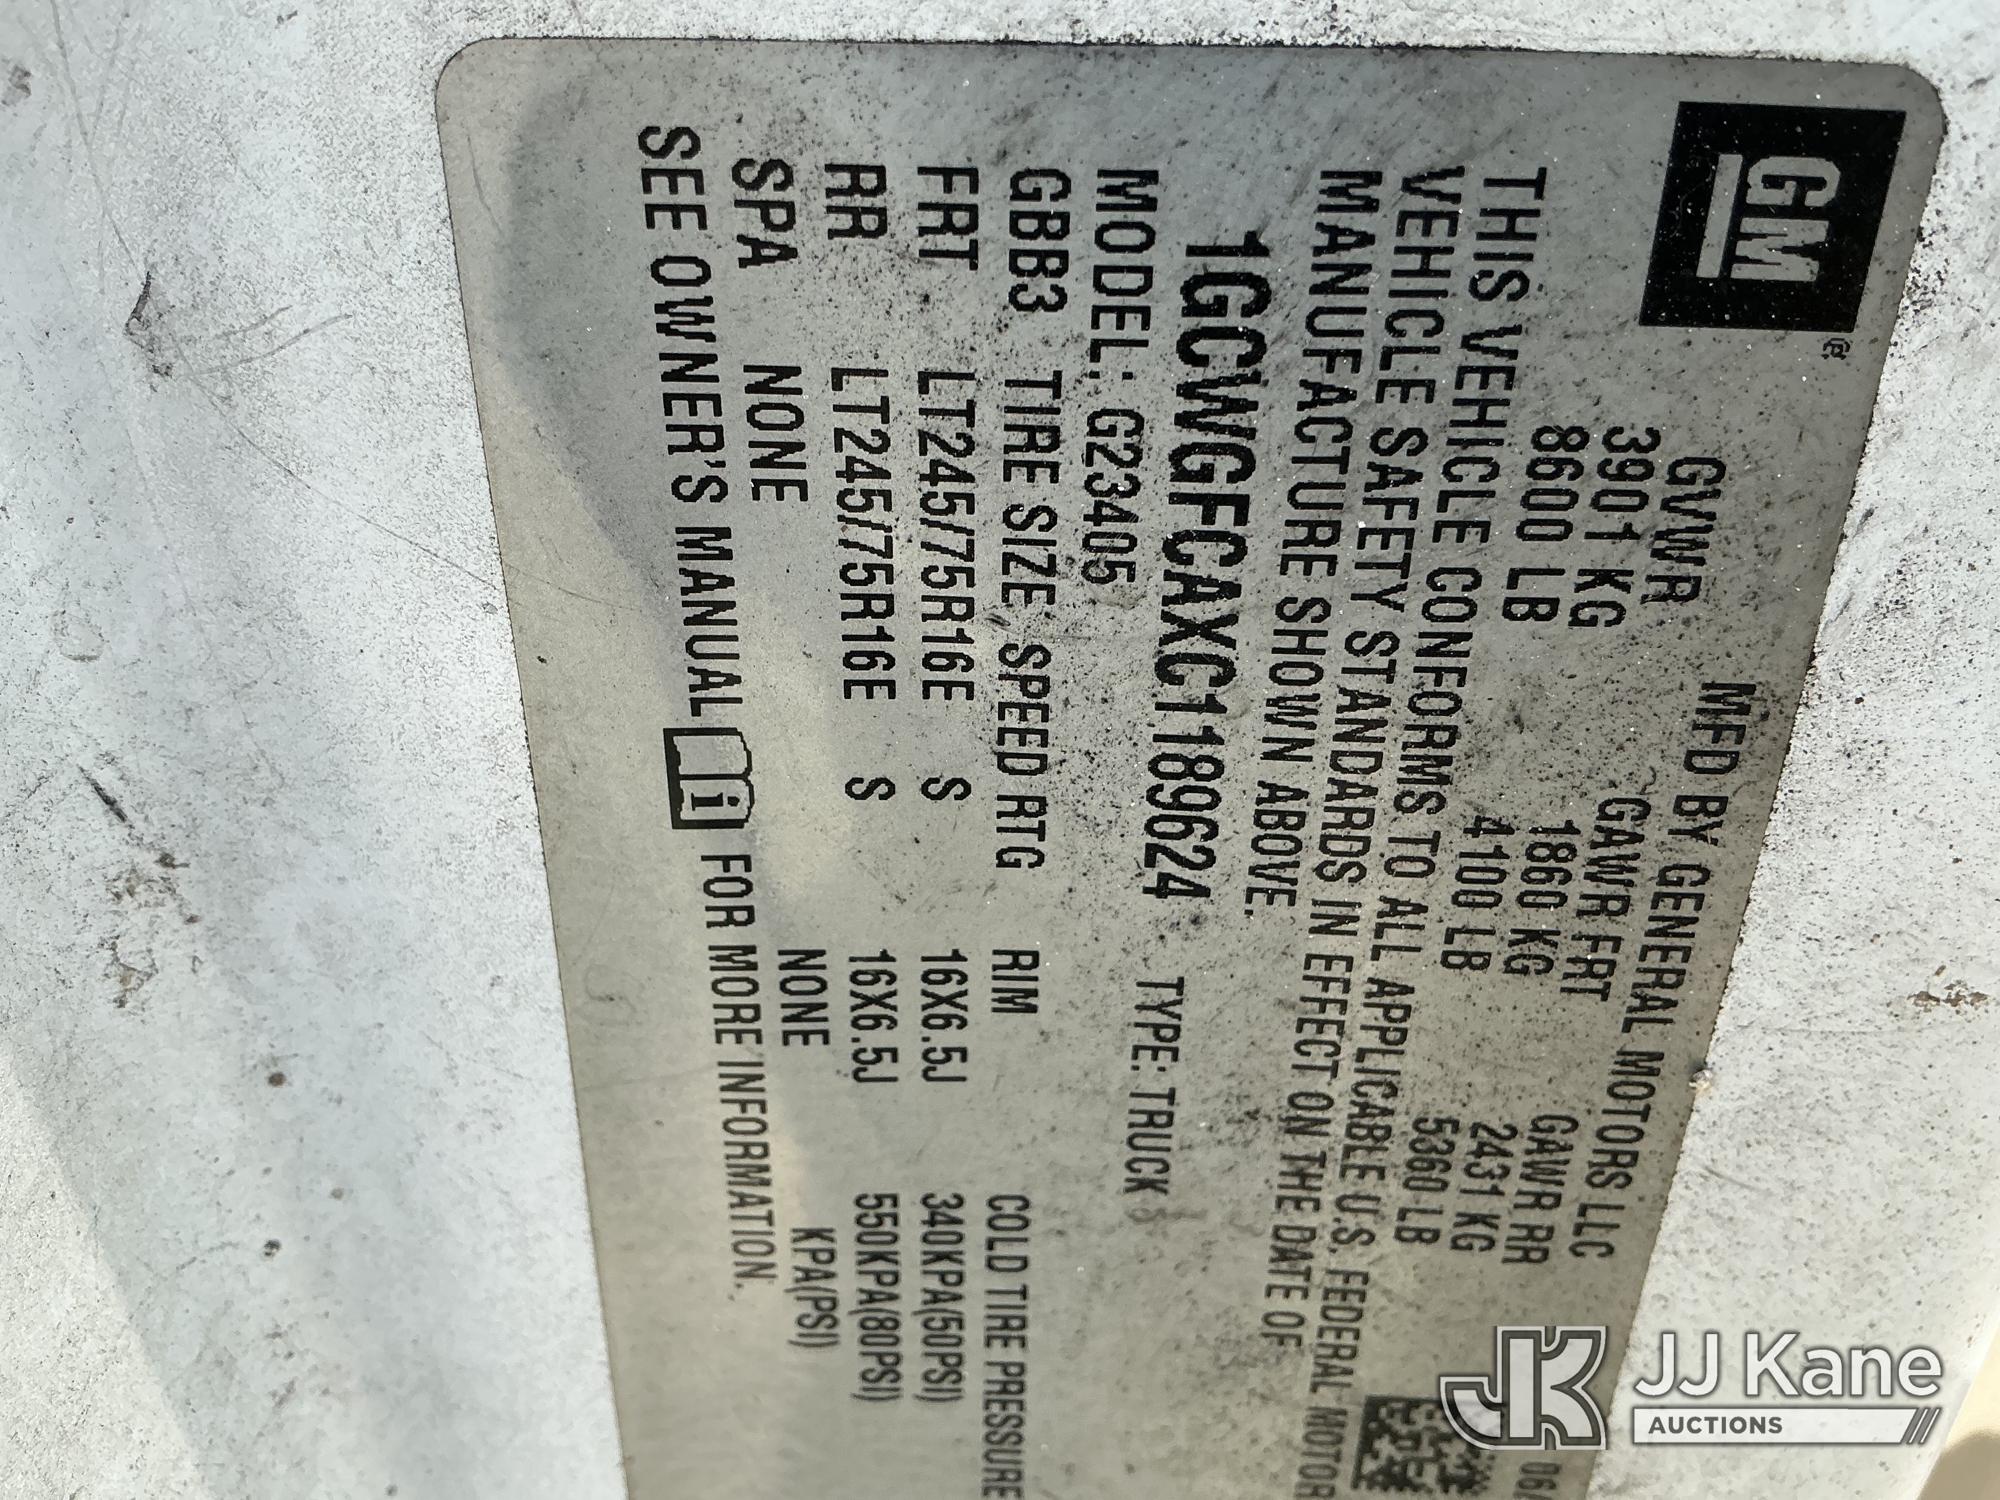 GM
MFD BY GENERAL MOTORS LLC 06/
GVWR GAWR FRT GAWR RR
3901 KG 1860 KG 2431 KG
8600 LB 4100 LB 5360 LB
THIS VEHICLE CONFORMS TO ALL APPLICABLE U.S. FEDERAL MOTOR
VEHICLE SAFETY STANDARDS IN EFFECT ON THE DATE OF
MANUFACTURE SHOWN ABOVE.
1GCWGFCAXC1189624 TYPE: TRUCK
MODEL: G23405
GBB3 TIRE SIZE SPEED RTG RIM COLD TIRE PRESSURE
FRT LT245/75R16E S 16X6.5J 340KPA(50PSI)
RR LT245/75R16E S 16X6.5J 550KPA(80PSI)
SPA NONE NONE KPA(PSI)
SEE OWNER'S MANUAL i FOR MORE INFORMATION.
JK JJ Kane
AUCTIONS